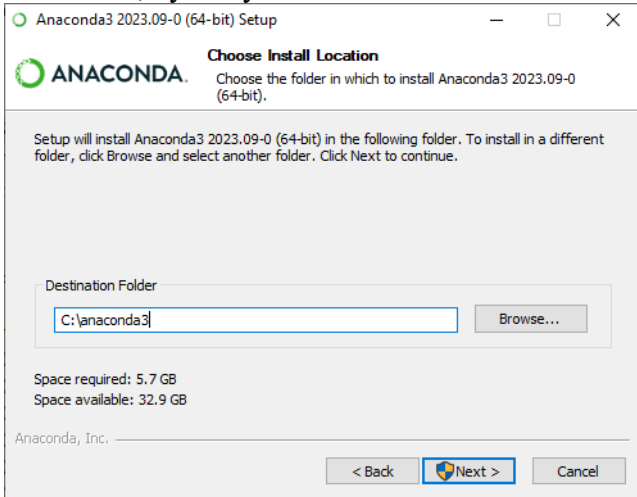 Anaconda3 2023.09-0 (64-bit) Setup
ANACONDA.
Choose Install Location
Choose the folder in which to install Anaconda3 2023.09-0
(64-bit).
Setup will install Anaconda3 2023.09-0 (64-bit) in the following folder. To install in a different
folder, click Browse and select another folder. Click Next to continue.
Destination Folder
C:\anaconda3
Browse...
Space required: 5.7 GB
Space available: 32.9 GB
Anaconda, Inc.
< Back
Next >
Cancel